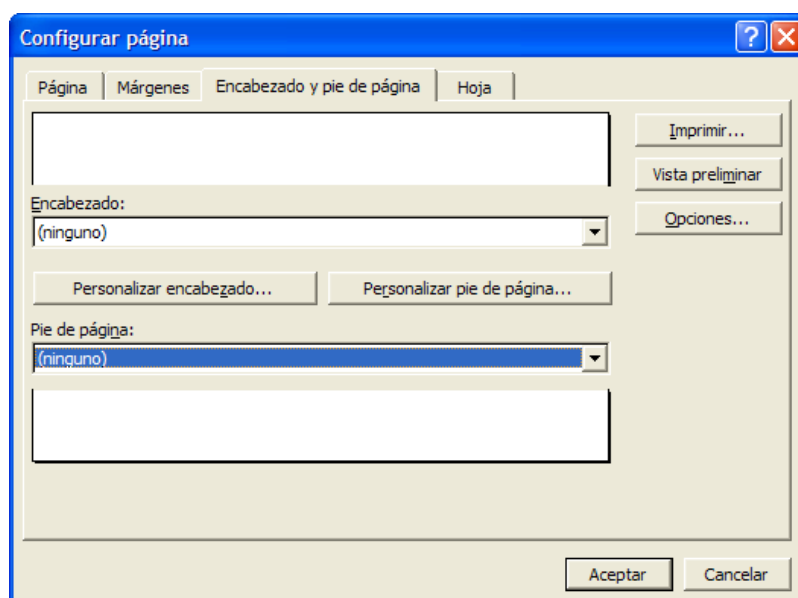 Configurar página
Página Márgenes Encabezado y pie de página Hoja
Imprimir...
Vista preliminar
Encabezado:
Opciones...
(ninguno)
Personalizar encabezado... Personalizar pie de página...
Pie de página:
(ninguno)
Aceptar Cancelar